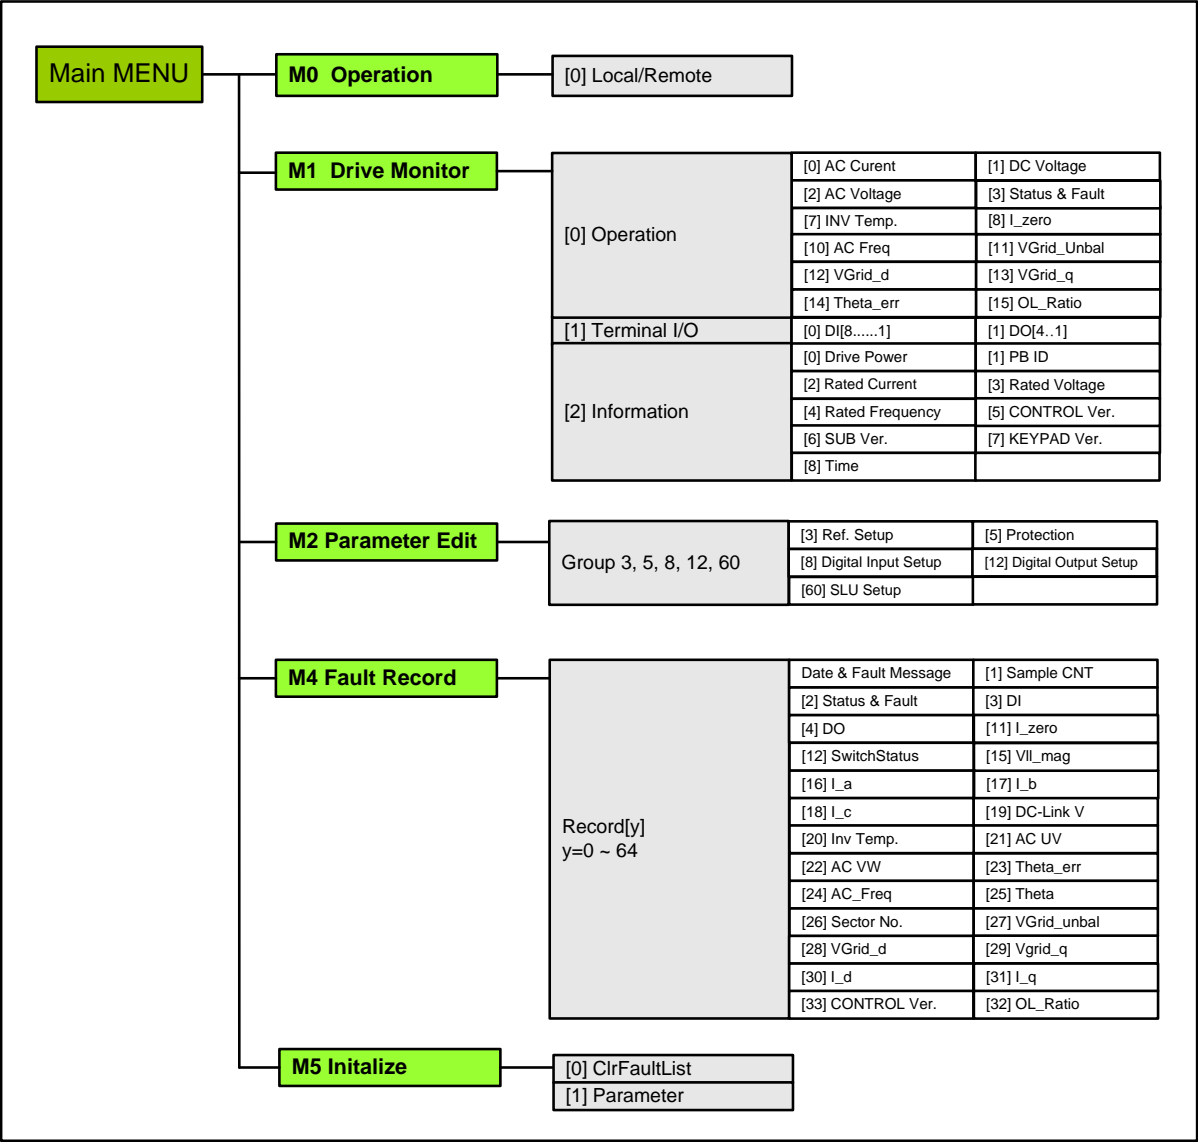 Main MENU
M0 Operation
[0] Local/Remote
M1 Drive Monitor
[0] Operation
[0] AC Curent
[1] DC Voltage
[2] AC Voltage
[3] Status & Fault
[7] INV Temp.
[8] I_zero
[10] AC Freq
[11] VGrid_Unbal
[12] VGrid_d
[13] VGrid_q
[14] Theta_err
[15] OL_Ratio
[1] Terminal I/O
[0] DI[8......1]
[1] DO[4..1]
[2] Information
[0] Drive Power
[1] PB ID
[2] Rated Current
[3] Rated Voltage
[4] Rated Frequency
[5] CONTROL Ver.
[6] SUB Ver.
[7] KEYPAD Ver.
[8] Time
M2 Parameter Edit
Group 3, 5, 8, 12, 60
[3] Ref. Setup
[5] Protection
[8] Digital Input Setup
[12] Digital Output Setup
[60] SLU Setup
M4 Fault Record
Record[y]
y=0 ~ 64
Date & Fault Message
[1] Sample CNT
[2] Status & Fault
[3] DI
[4] DO
[11] I_zero
[12] SwitchStatus
[15] Vll_mag
[16] I_a
[17] I_b
[18] I_c
[19] DC-Link V
[20] Inv Temp.
[21] AC UV
[22] AC VW
[23] Theta_err
[24] AC_Freq
[25] Theta
[26] Sector No.
[27] VGrid_unbal
[28] VGrid_d
[29] Vgrid_q
[30] I_d
[31] I_q
[33] CONTROL Ver.
[32] OL_Ratio
M5 Initalize
[0] ClrFaultList
[1] Parameter